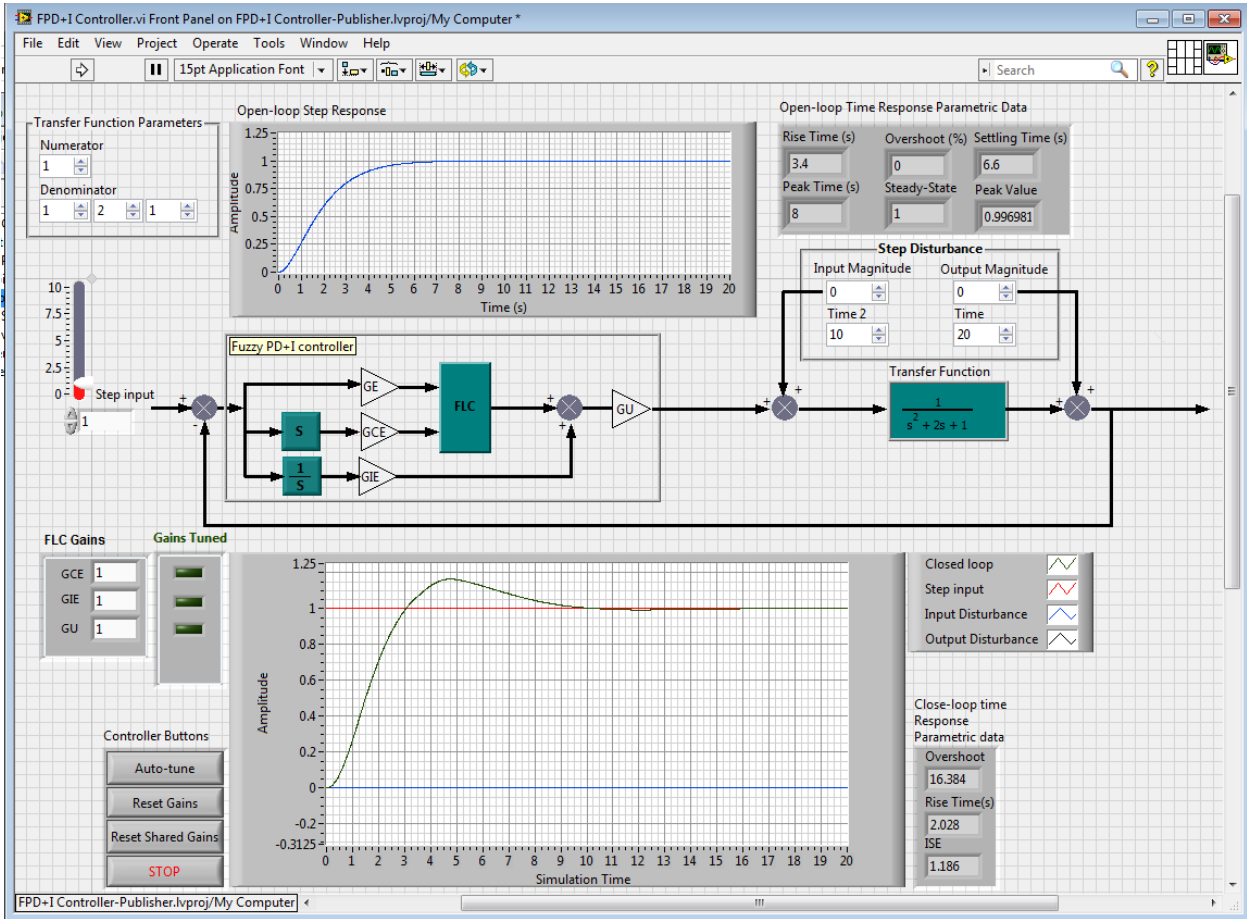 FPD+I Controller.vi Front Panel on FPD+I Controller-Publisher.lvproj/My Computer *
File Edit View Project Operate Tools Window Help
15pt Application Font
Search
Transfer Function Parameters
Numerator
1
Denominator
1 2 1
Open-loop Step Response
Amplitude
1.25
1
0.75
0.5
0.25
0
0 1 2 3 4 5 6 7 8 9 10 11 12 13 14 15 16 17 18 19 20
Time (s)
Open-loop Time Response Parametric Data
Rise Time (s) Overshoot (%) Settling Time (s)
3.4 0 6.6
Peak Time (s) Steady-State Peak Value
8 1 0.996981
Step Disturbance
Input Magnitude Output Magnitude
0 0
Time 2 Time
10 20
10
7.5
5
2.5
0
Step input
1
+
-
Fuzzy PD+I controller
GE
S
GCE
1
S
GIE
FLC
+
+
GU
+
+
Transfer Function
1
s² + 2s + 1
+
+
FLC Gains
GCE 1
GIE 1
GU 1
Gains Tuned
Controller Buttons
Auto-tune
Reset Gains
Reset Shared Gains
STOP
Amplitude
1.25
1
0.8
0.6
0.4
0.2
0
-0.2
-0.3125
0 1 2 3 4 5 6 7 8 9 10 11 12 13 14 15 16 17 18 19 20
Simulation Time
Closed loop
Step input
Input Disturbance
Output Disturbance
Close-loop time
Response
Parametric data
Overshoot
16.384
Rise Time(s)
2.028
ISE
1.186
FPD+I Controller-Publisher.lvproj/My Computer